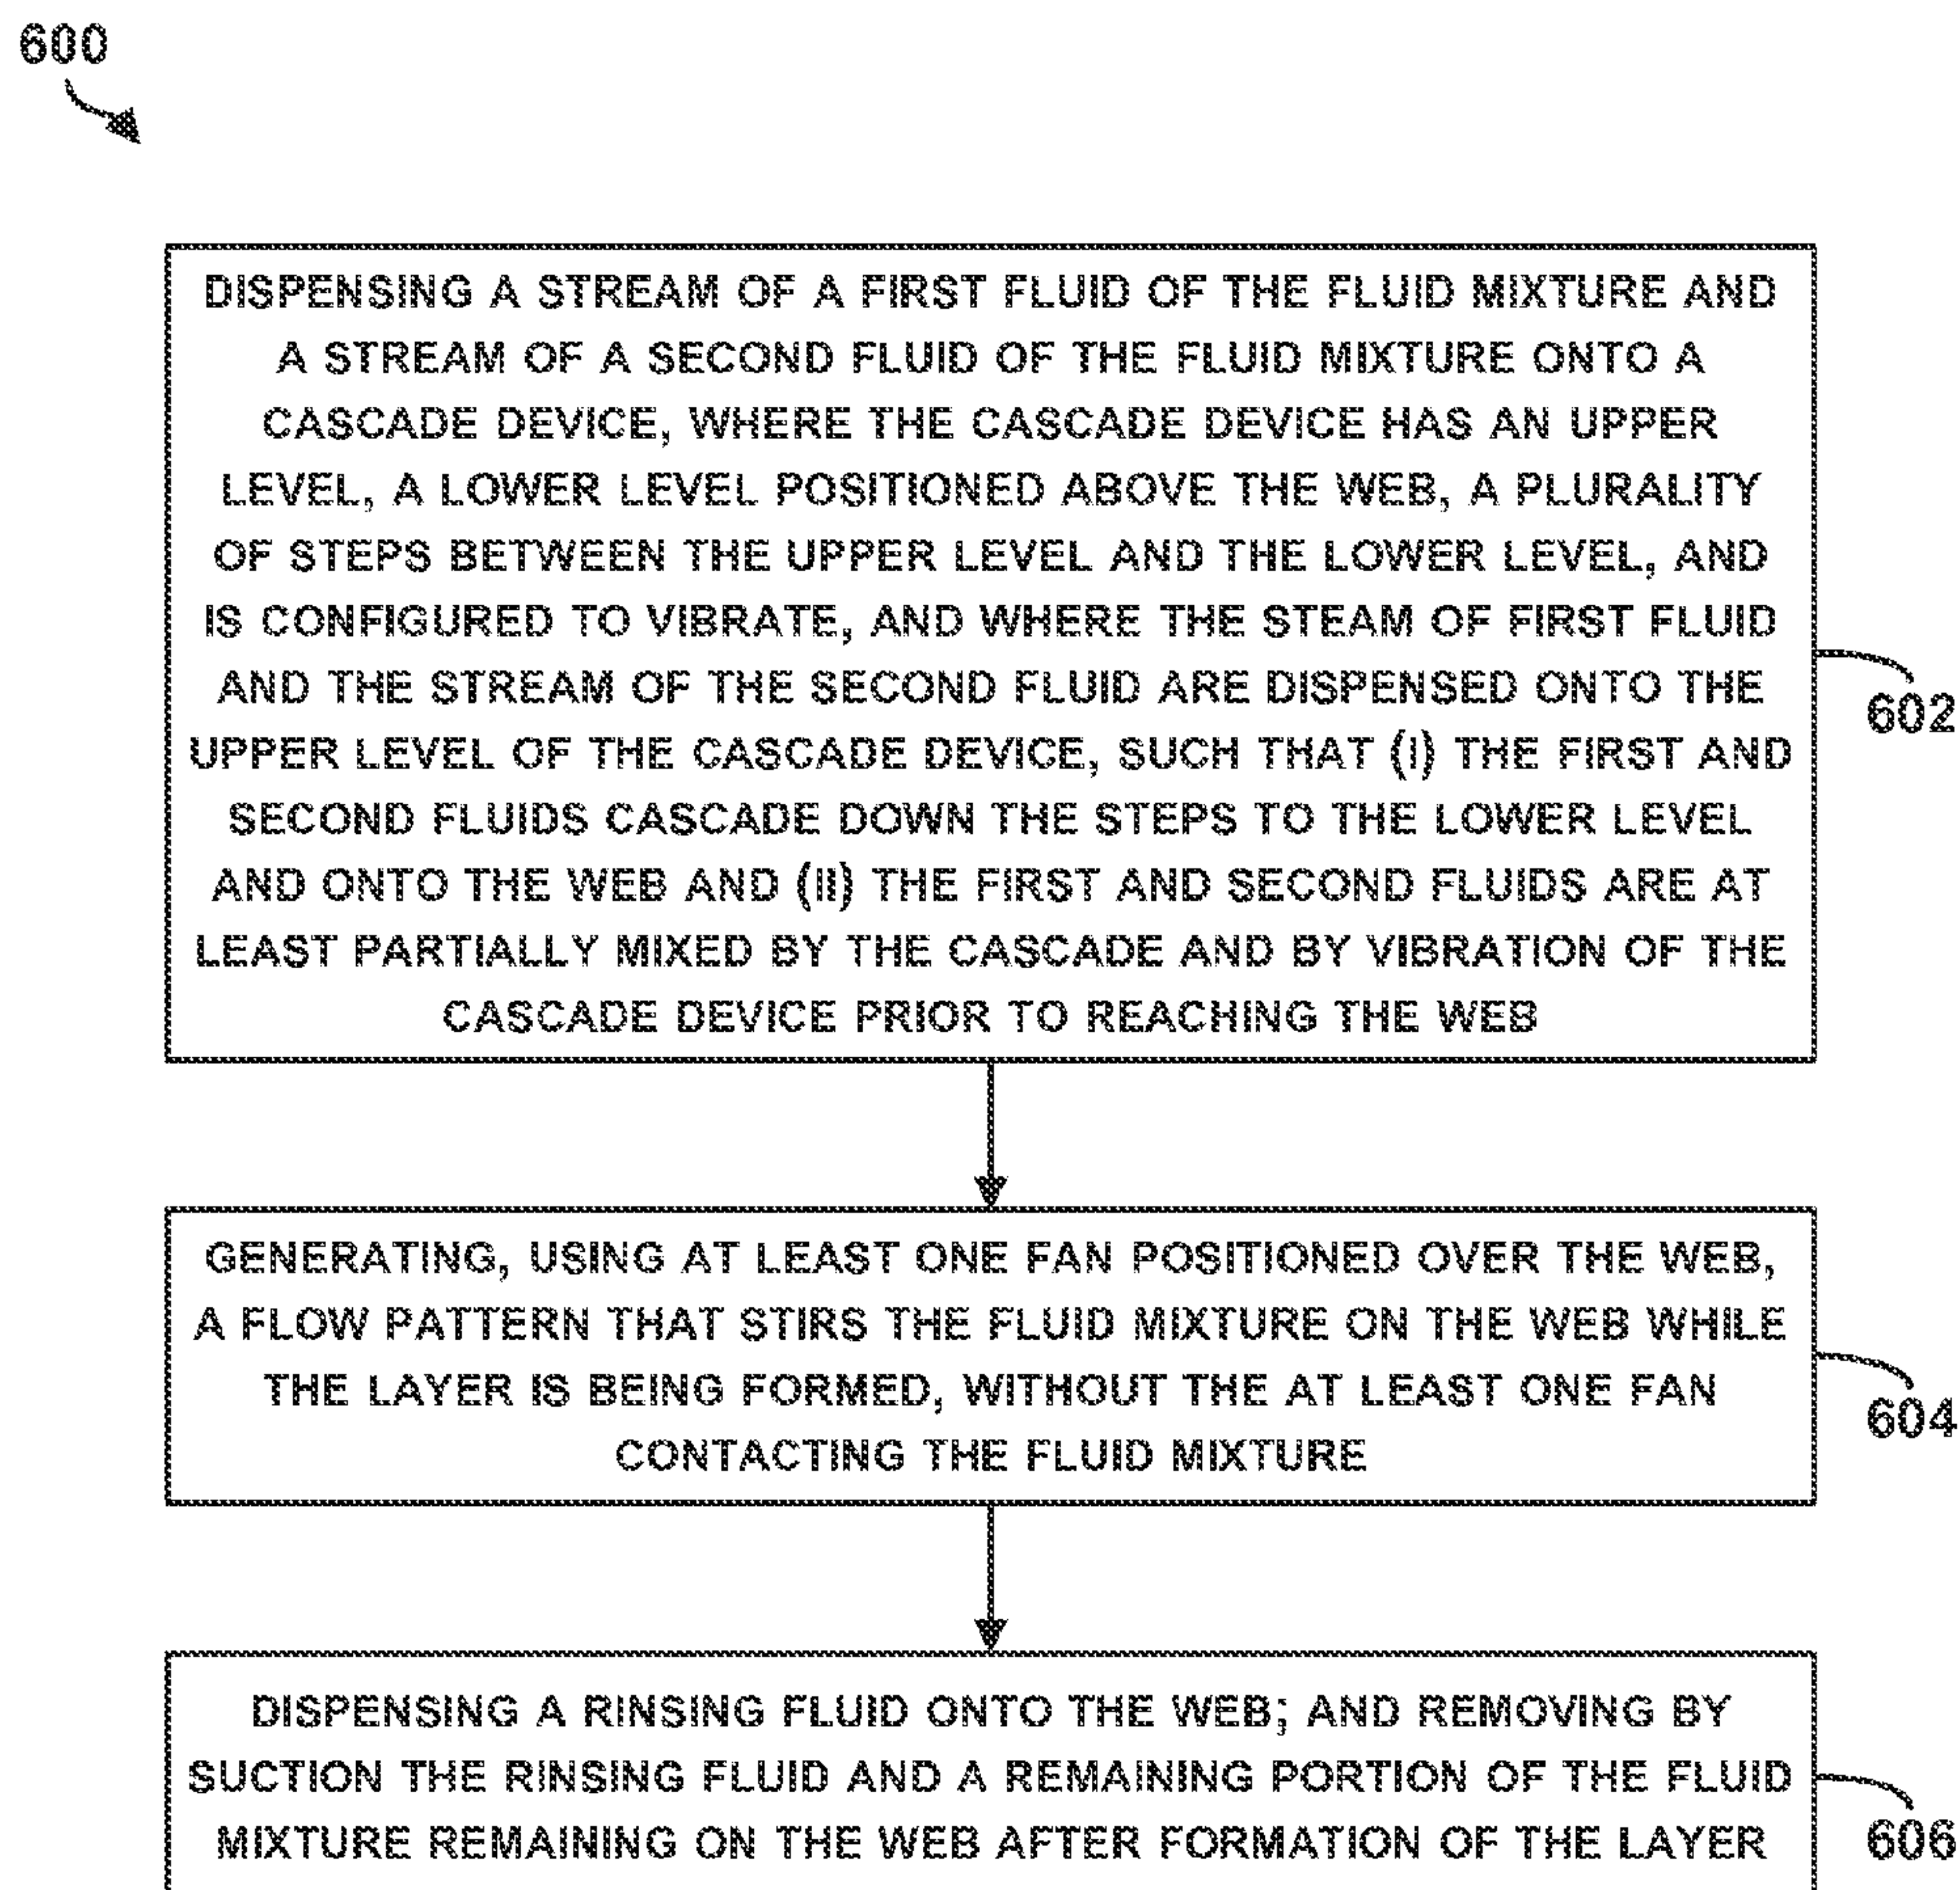 600
DISPENSING A STREAM OF A FIRST FLUID OF THE FLUID MIXTURE AND
A STREAM OF A SECOND FLUID OF THE FLUID MIXTURE ONTO A
CASCADE DEVICE, WHERE THE CASCADE DEVICE HAS AN UPPER
LEVEL, A LOWER LEVEL POSITIONED ABOVE THE WEB, A PLURALITY
OF STEPS BETWEEN THE UPPER LEVEL AND THE LOWER LEVEL, AND
IS CONFIGURED TO VIBRATE, AND WHERE THE STEAM OF FIRST FLUID
AND THE STREAM OF THE SECOND FLUID ARE DISPENSED ONTO THE
UPPER LEVEL OF THE CASCADE DEVICE, SUCH THAT (I) THE FIRST AND
SECOND FLUIDS CASCADE DOWN THE STEPS TO THE LOWER LEVEL
AND ONTO THE WEB AND (II) THE FIRST AND SECOND FLUIDS ARE AT
LEAST PARTIALLY MIXED BY THE CASCADE AND BY VIBRATION OF THE
CASCADE DEVICE PRIOR TO REACHING THE WEB
602
GENERATING, USING AT LEAST ONE FAN POSITIONED OVER THE WEB,
A FLOW PATTERN THAT STIRS THE FLUID MIXTURE ON THE WEB WHILE
THE LAYER IS BEING FORMED, WITHOUT THE AT LEAST ONE FAN
CONTACTING THE FLUID MIXTURE
604
DISPENSING A RINSING FLUID ONTO THE WEB; AND REMOVING BY
SUCTION THE RINSING FLUID AND A REMAINING PORTION OF THE FLUID
MIXTURE REMAINING ON THE WEB AFTER FORMATION OF THE LAYER
606